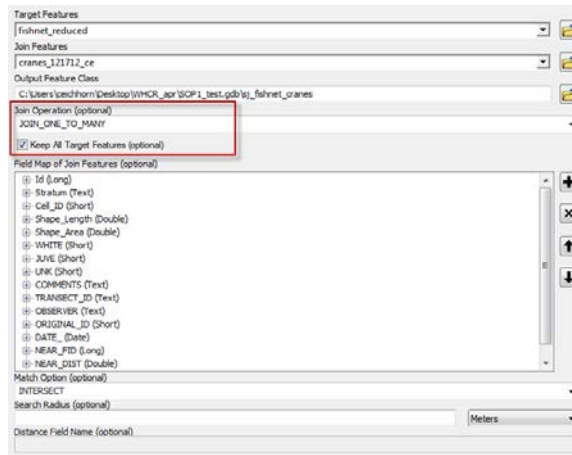 Target Features
fishnet_reduced
Join Features
cranes_121712_ce
Output Feature Class
C:\Users\ceichhorn\Desktop\WHCR_apr\SOP1_test.gdb\sj_fishnet_cranes
Join Operation (optional)
JOIN_ONE_TO_MANY
Keep All Target Features (optional)
Field Map of Join Features (optional)
Id (Long)
Stratum (Text)
Cell_ID (Short)
Shape_Length (Double)
Shape_Area (Double)
WHITE (Short)
JUVE (Short)
UNK (Short)
COMMENTS (Text)
TRANSECT_ID (Text)
OBSERVER (Text)
ORIGINAL_ID (Short)
DATE_ (Date)
NEAR_FID (Long)
NEAR_DIST (Double)
Match Option (optional)
INTERSECT
Search Radius (optional)
Meters
Distance Field Name (optional)